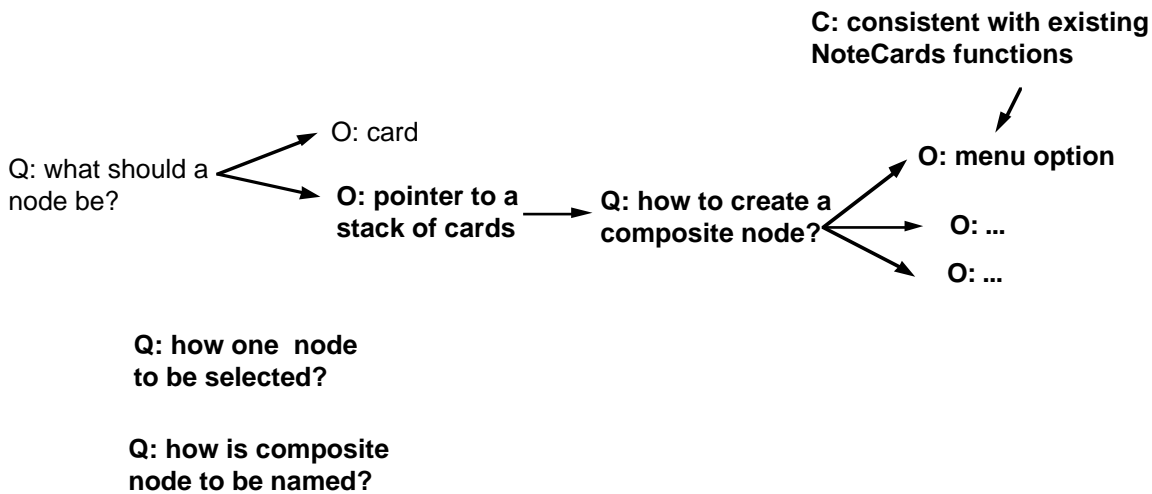 C: consistent with existing
NoteCards functions
O: card
Q: what should a
node be?
O: pointer to a
stack of cards
Q: how to create a
composite node?
O: menu option
O: ...
O: ...
Q: how one node
to be selected?
Q: how is composite
node to be named?